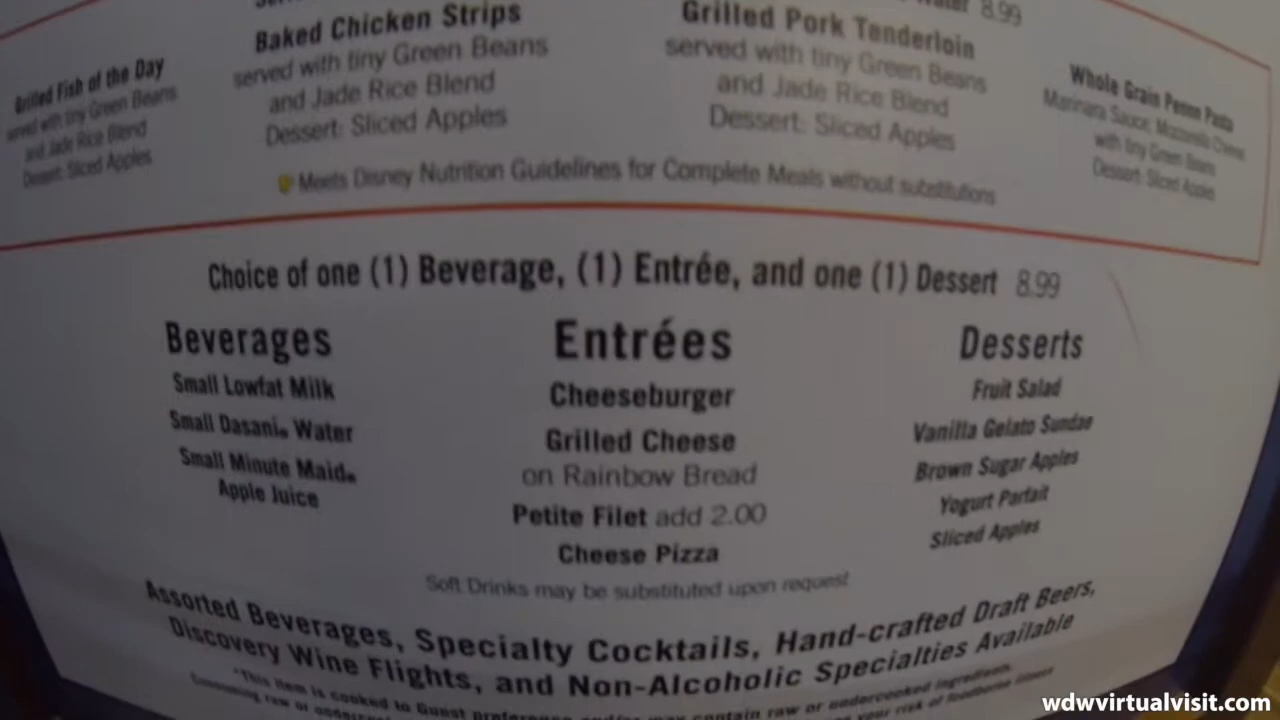 Water 8.99
Baked Chicken Strips
served with tiny Green Beans
and Jade Rice Blend
Dessert: Sliced Apples
Grilled Pork Tenderloin
served with tiny Green Beans
and Jade Rice Blend
Dessert: Sliced Apples
Grilled Fish of the Day
served with tiny Green Beans
and Jade Rice Blend
Dessert: Sliced Apples
Whole Grain Penne Pasta
Marinara Sauce, Mozzarella Cheese
with tiny Green Beans
Dessert: Sliced Apples
Meets Disney Nutrition Guidelines for Complete Meals without substitutions
Choice of one (1) Beverage, (1) Entrée, and one (1) Dessert 8.99
Beverages
Small Lowfat Milk
Small Dasani® Water
Small Minute Maid®
Apple Juice
Entrées
Cheeseburger
Grilled Cheese
on Rainbow Bread
Petite Filet add 2.00
Cheese Pizza
Desserts
Fruit Salad
Vanilla Gelato Sundae
Brown Sugar Apples
Yogurt Parfait
Sliced Apples
Soft Drinks may be substituted upon request
Assorted Beverages, Specialty Cocktails, Hand-crafted Draft Beers,
Discovery Wine Flights, and Non-Alcoholic Specialties Available
*This item is cooked to Guest preference and/or may contain raw or undercooked ingredients.
Consuming raw or your risk of foodborne illness
wdwvirtualvisit.com